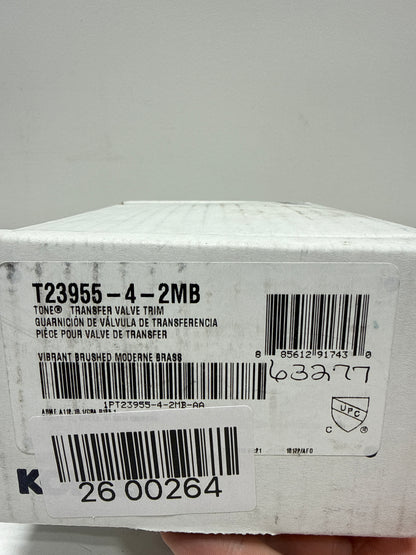 T23955-4-2MB
TONE® TRANSFER VALVE TRIM
GUARNICIÓN DE VÁLVULA DE TRANSFERENCIA
PIÈCE POUR VALVE DE TRANSFER
VIBRANT BRUSHED MODERNE BRASS
8 85612 91743 0
63277
1PT23955-4-2MB-AA
UPC
C ®
K
26 00264